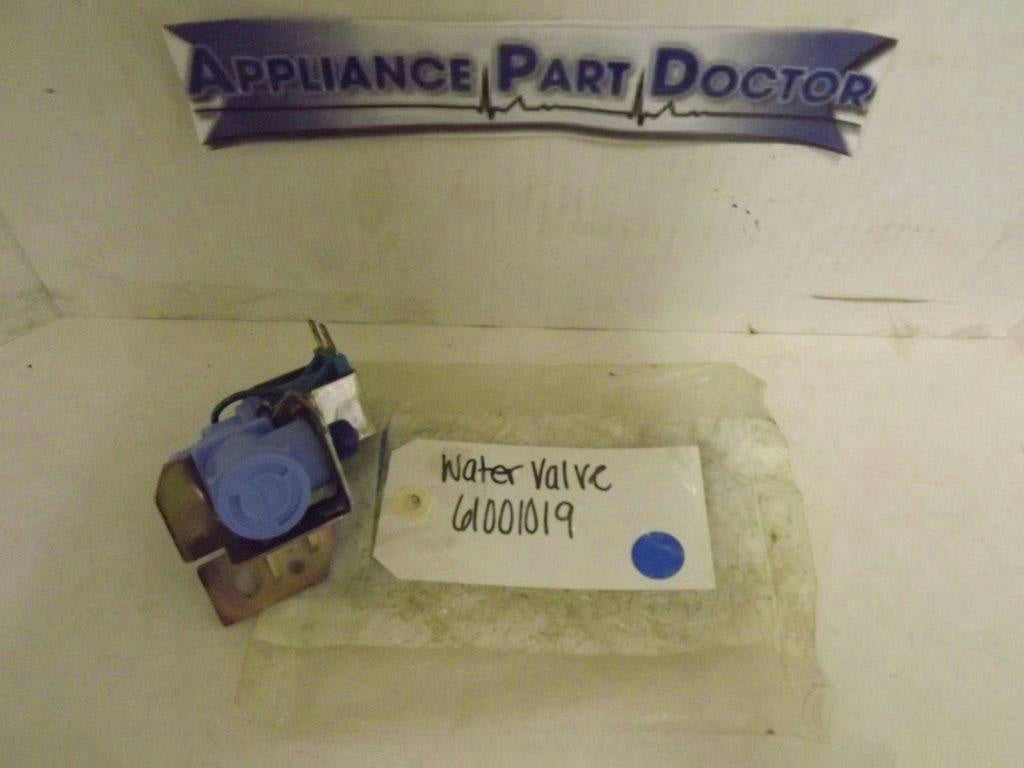 APPLIANCE PART DOCTOR
Water Valve
61001019